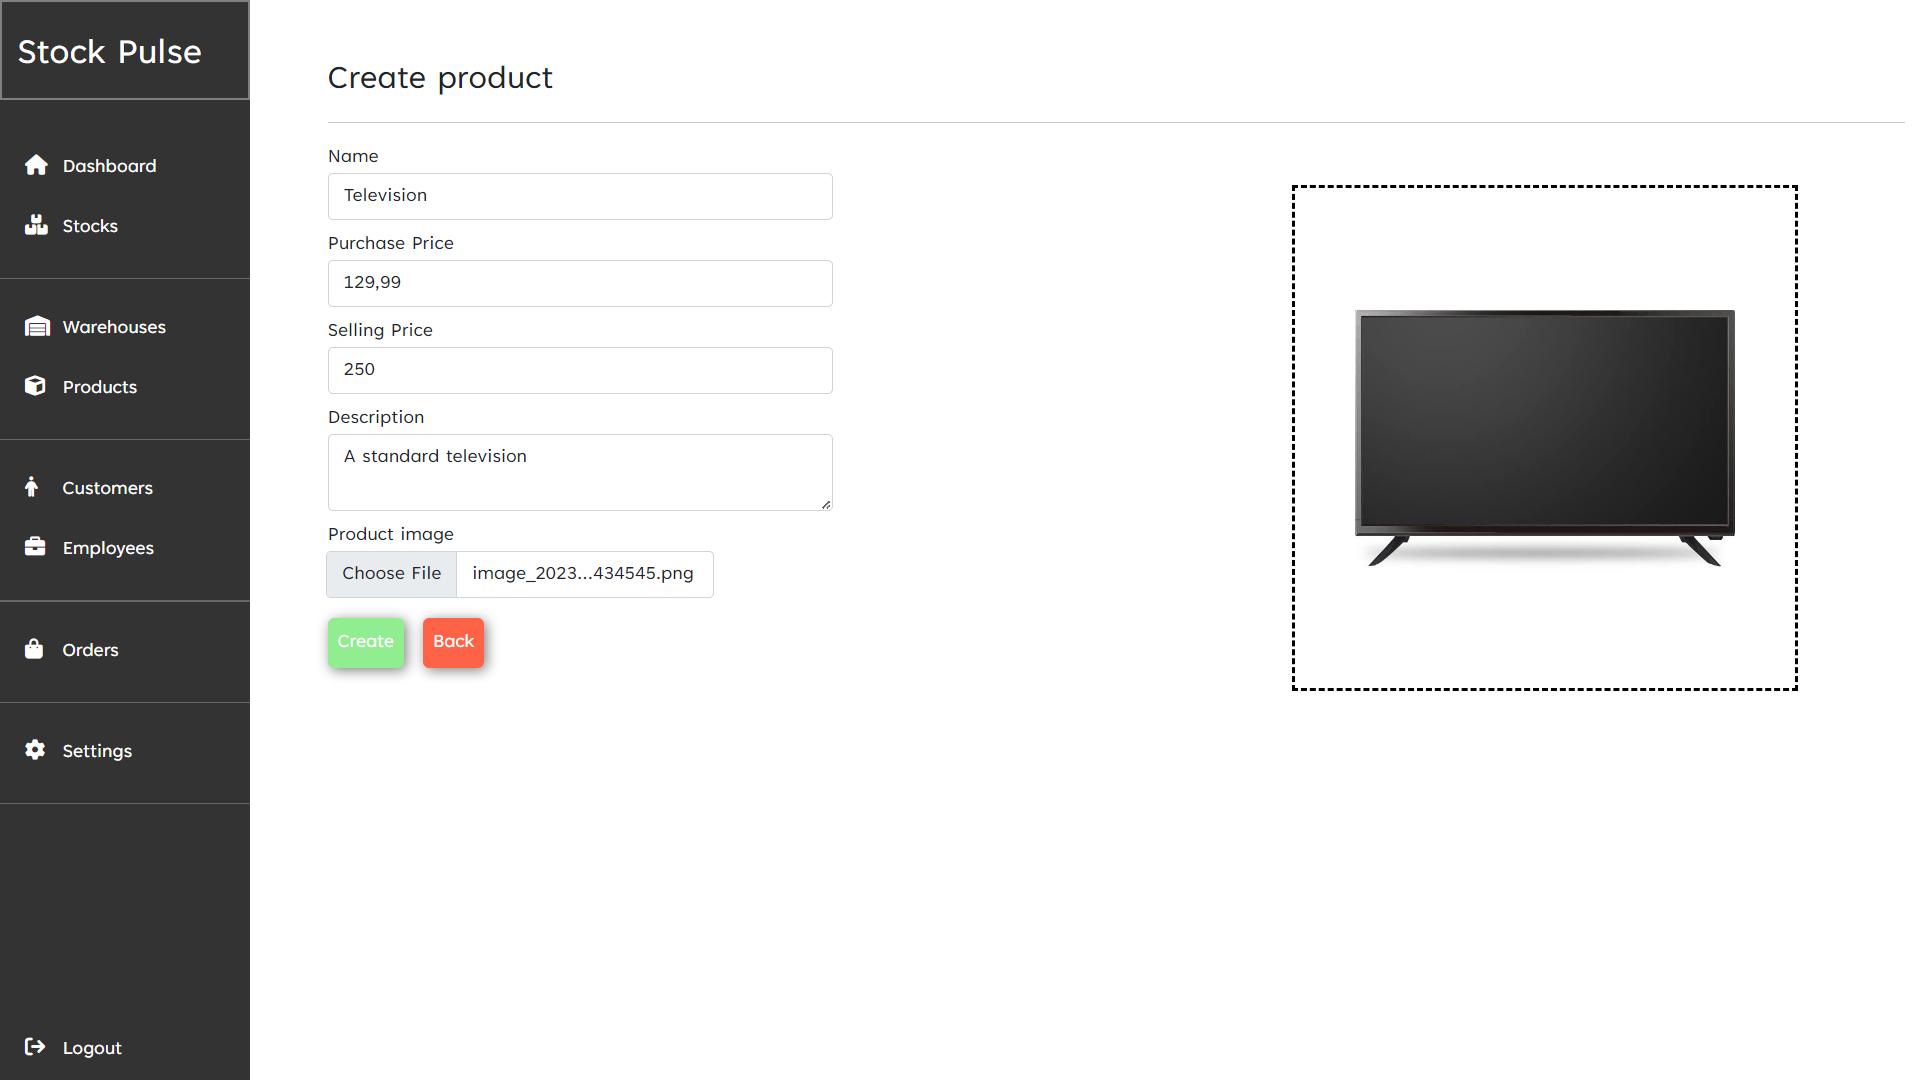 Stock Pulse
Dashboard
Stocks
Warehouses
Products
Customers
Employees
Orders
Settings
Logout
Create product
Name
Television
Purchase Price
129,99
Selling Price
250
Description
A standard television
Product image
Choose File image_2023...434545.png
Create Back